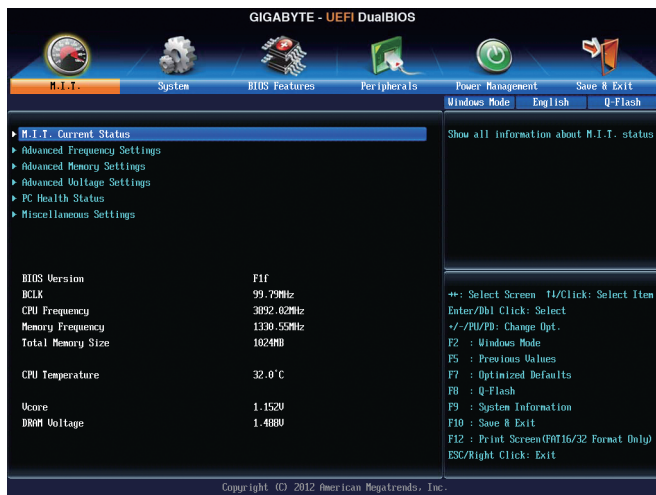 GIGABYTE - UEFI DualBIOS
M.I.T. System BIOS Features Peripherals Power Management Save & Exit
Windows Mode English Q-Flash
M.I.T. Current Status
Advanced Frequency Settings
Advanced Memory Settings
Advanced Voltage Settings
PC Health Status
Miscellaneous Settings
BIOS Version F1f
BCLK 99.79MHz
CPU Frequency 3892.02MHz
Memory Frequency 1330.55MHz
Total Memory Size 1024MB
CPU Temperature 32.0°C
Vcore 1.152V
DRAM Voltage 1.488V
Show all information about M.I.T. status
→←: Select Screen ↑↓/Click: Select Item
Enter/Dbl Click: Select
+/-/PU/PD: Change Opt.
F2 : Windows Mode
F5 : Previous Values
F7 : Optimized Defaults
F8 : Q-Flash
F9 : System Information
F10 : Save & Exit
F12 : Print Screen(FAT16/32 Format Only)
ESC/Right Click: Exit
Copyright (C) 2012 American Megatrends, Inc.